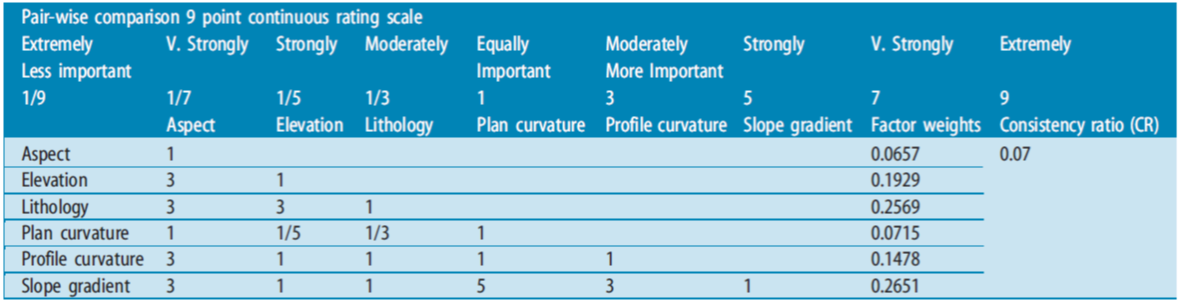 Pair-wise comparison 9 point continuous rating scale
Extremely V. Strongly Strongly Moderately Equally Moderately Strongly V. Strongly Extremely
Less important Important More Important
1/9 1/7 1/5 1/3 1 3 5 7 9
Aspect Elevation Lithology Plan curvature Profile curvature Slope gradient Factor weights Consistency ratio (CR)
Aspect 1 0.0657 0.07
Elevation 3 1 0.1929
Lithology 3 3 1 0.2569
Plan curvature 1 1/5 1/3 1 0.0715
Profile curvature 3 1 1 1 1 0.1478
Slope gradient 3 1 1 5 3 1 0.2651